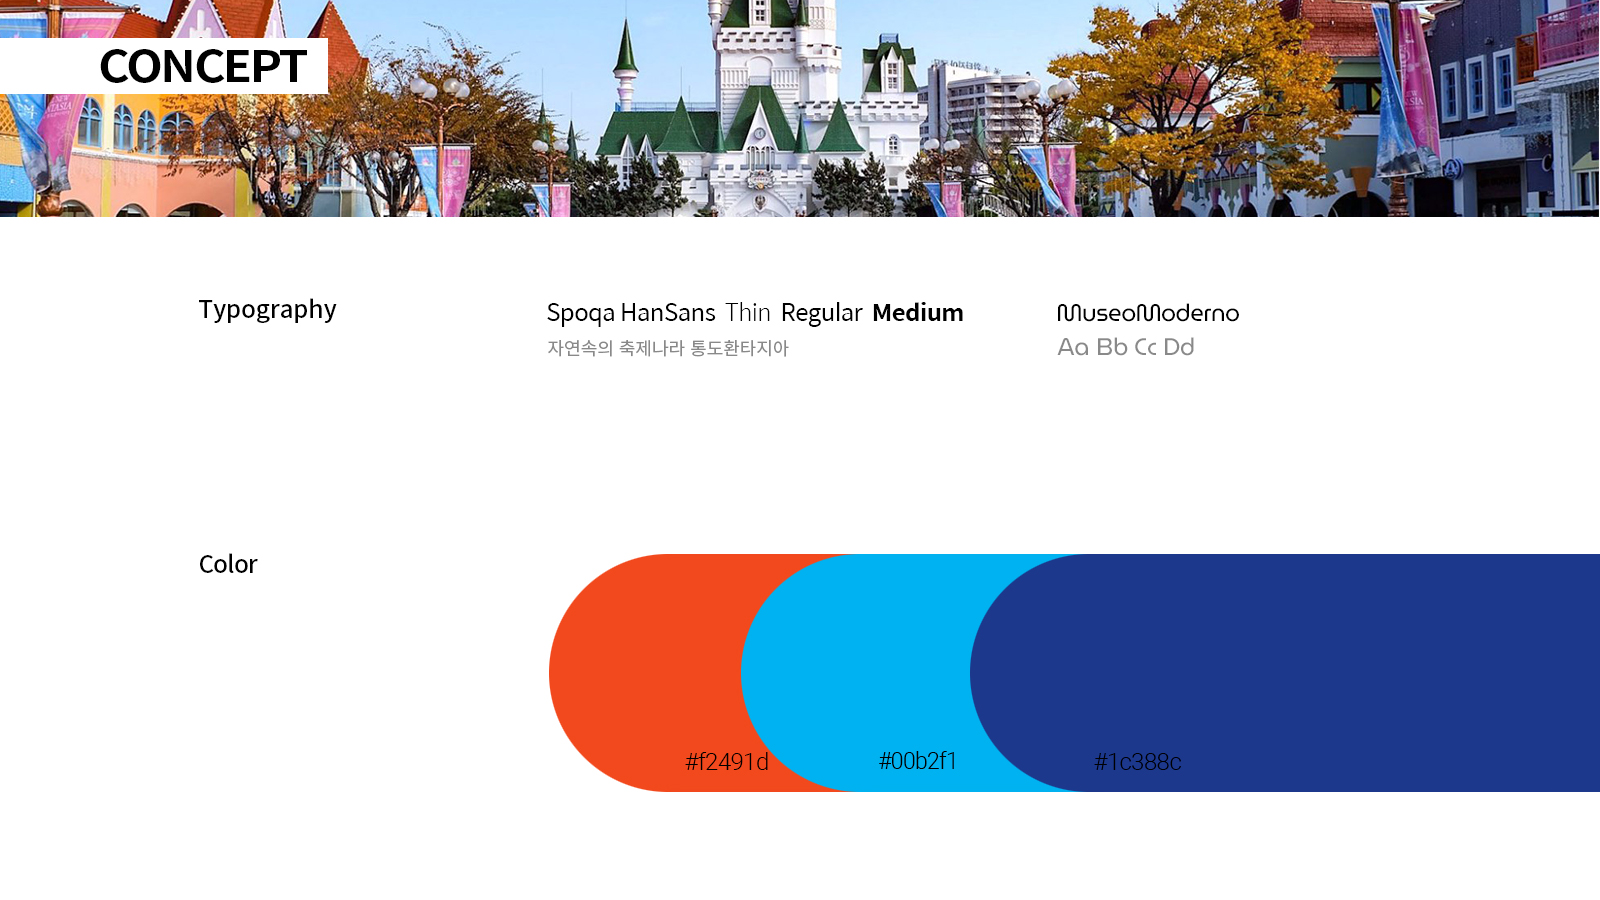 CONCEPT
Typography
Spoqa HanSans Thin Regular Medium
자연속의 축제나라 통도환타지아
MuseoModerno
Aa Bb Cc Dd
Color
#f2491d
#00b2f1
#1c388c